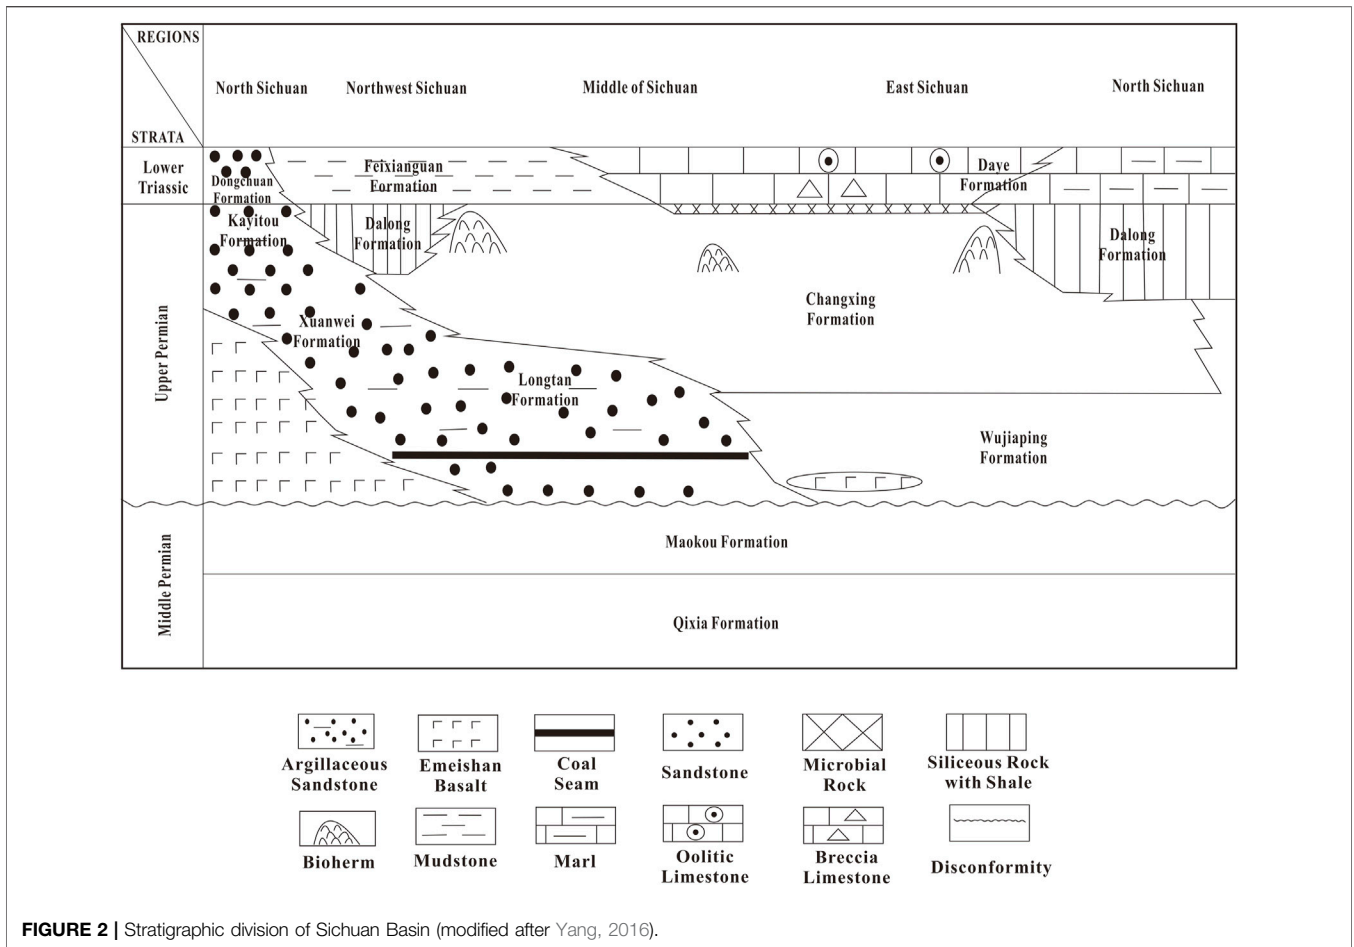 REGIONS
STRATA
North Sichuan
Northwest Sichuan
Middle of Sichuan
East Sichuan
North Sichuan
Lower
Triassic
Dongchuan
Formation
Feixianguan
Eormation
Daye
Formation
Upper Permian
Kayitou
Formation
Dalong
Formation
Dalong
Formation
Changxing
Formation
Xuanwei
Formation
Longtan
Formation
Wujiaping
Formation
Middle Permian
Maokou Formation
Qixia Formation
Argillaceous
Sandstone
Emeishan
Basalt
Coal
Seam
Sandstone
Microbial
Rock
Siliceous Rock
with Shale
Bioherm
Mudstone
Marl
Oolitic
Limestone
Breccia
Limestone
Disconformity
FIGURE 2 | Stratigraphic division of Sichuan Basin (modified after Yang, 2016).